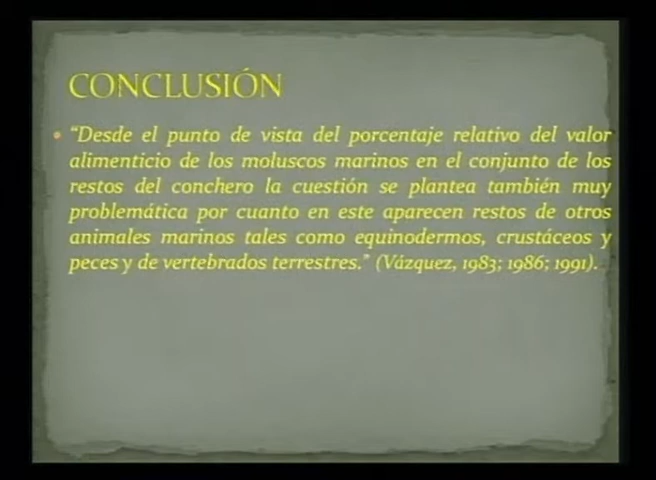 CONCLUSIÓN
“Desde el punto de vista del porcentaje relativo del valor
alimenticio de los moluscos marinos en el conjunto de los
restos del conchero la cuestión se plantea también muy
problemática por cuanto en este aparecen restos de otros
animales marinos tales como equinodermos, crustáceos y
peces y de vertebrados terrestres.” (Vázquez, 1983; 1986; 1991).